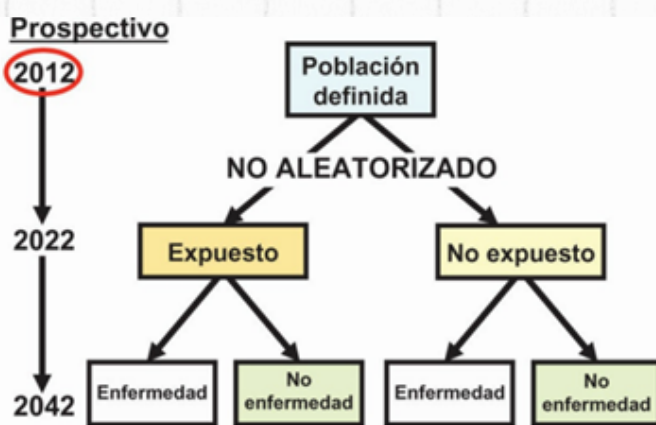 Prospectivo
2012
Población
definida
NO ALEATORIZADO
2022
Expuesto
No expuesto
2042
Enfermedad
No
enfermedad
Enfermedad
No
enfermedad